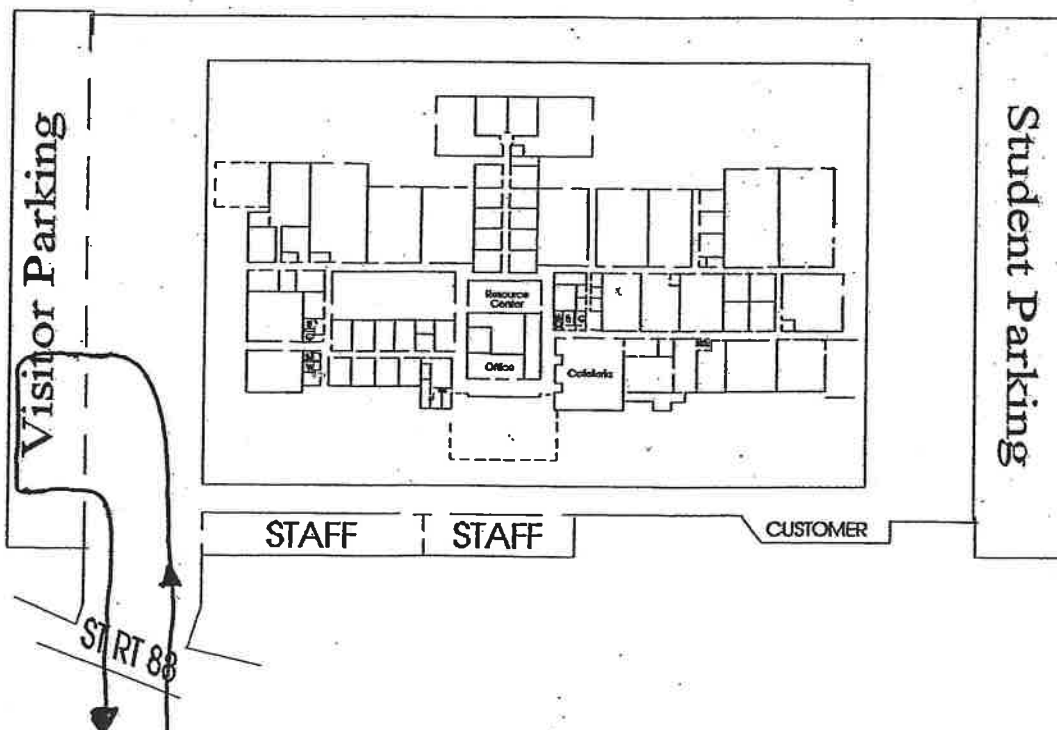 Visitor Parking
Student Parking
Resource
Center
Office
Cafeteria
STAFF
STAFF
CUSTOMER
ST RT 88